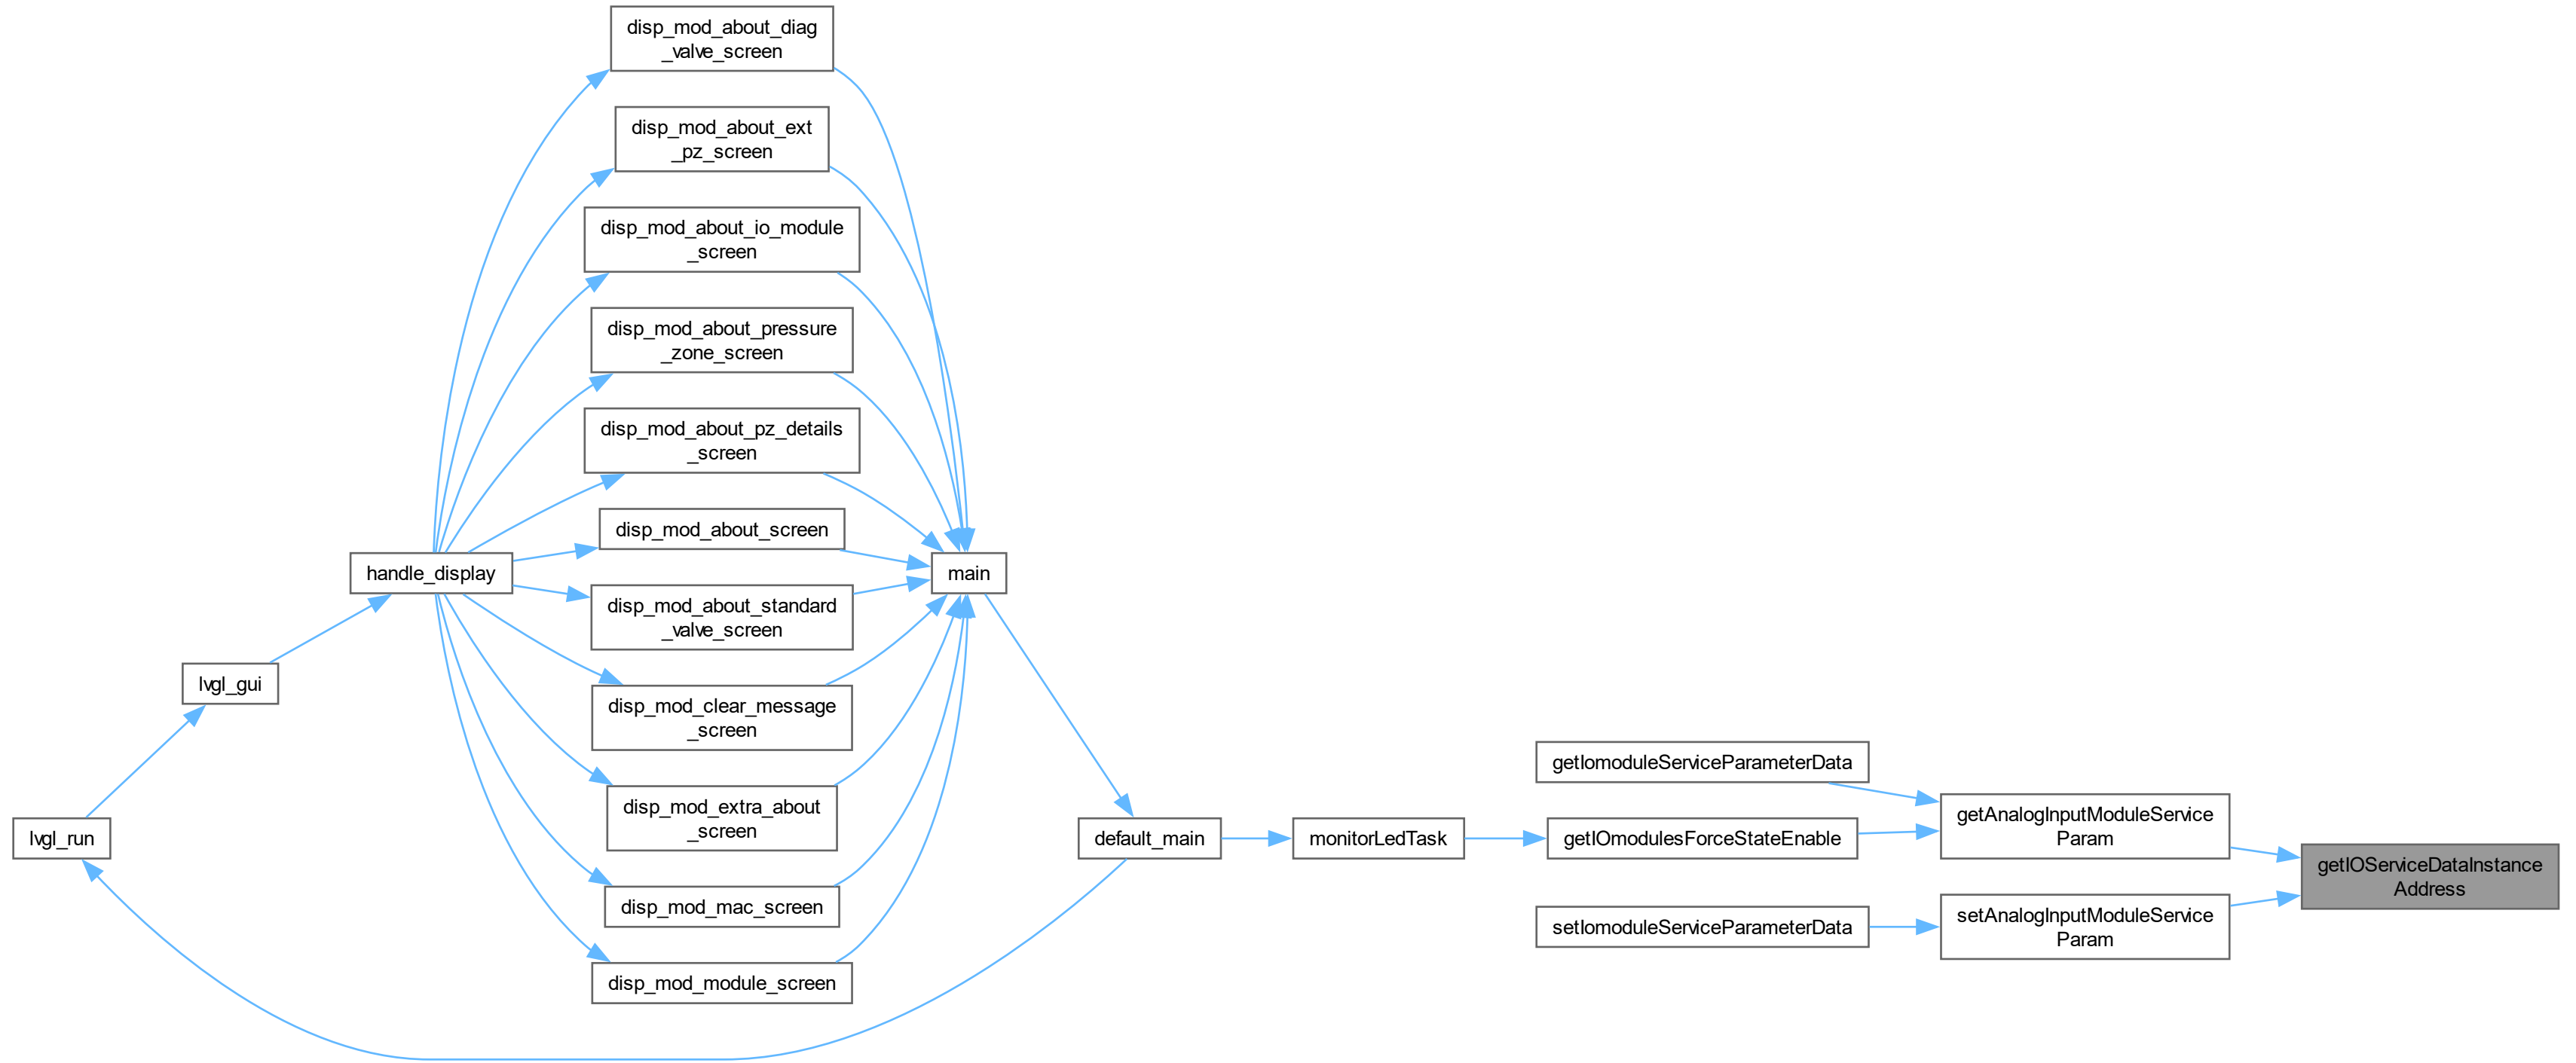 disp_mod_about_diag
_valve_screen
disp_mod_about_ext
_pz_screen
disp_mod_about_io_module
_screen
disp_mod_about_pressure
_zone_screen
disp_mod_about_pz_details
_screen
disp_mod_about_screen
handle_display
main
disp_mod_about_standard
_valve_screen
lvgl_gui
disp_mod_clear_message
_screen
getIomoduleServiceParameterData
disp_mod_extra_about
_screen
getAnalogInputModuleService
Param
lvgl_run
default_main
monitorLedTask
getIOmodulesForceStateEnable
getIOServiceDataInstance
Address
disp_mod_mac_screen
setIomoduleServiceParameterData
setAnalogInputModuleService
Param
disp_mod_module_screen